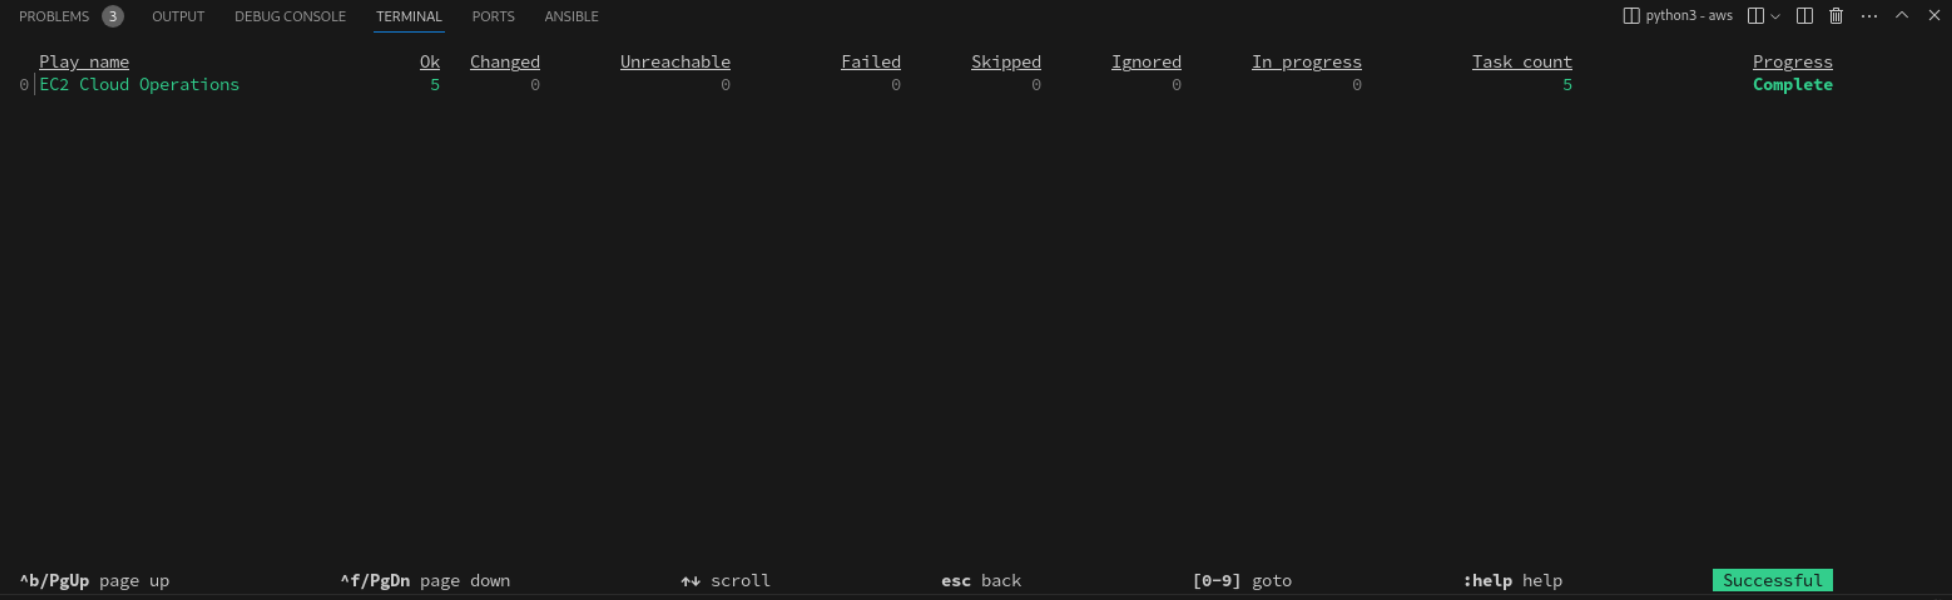 PROBLEMS 3 OUTPUT DEBUG CONSOLE TERMINAL PORTS ANSIBLE python3 - aws
Play name Ok Changed Unreachable Failed Skipped Ignored In progress Task count Progress
0│EC2 Cloud Operations 5 0 0 0 0 0 0 5 Complete
^b/PgUp page up ^f/PgDn page down ↑↓ scroll esc back [0-9] goto :help help Successful